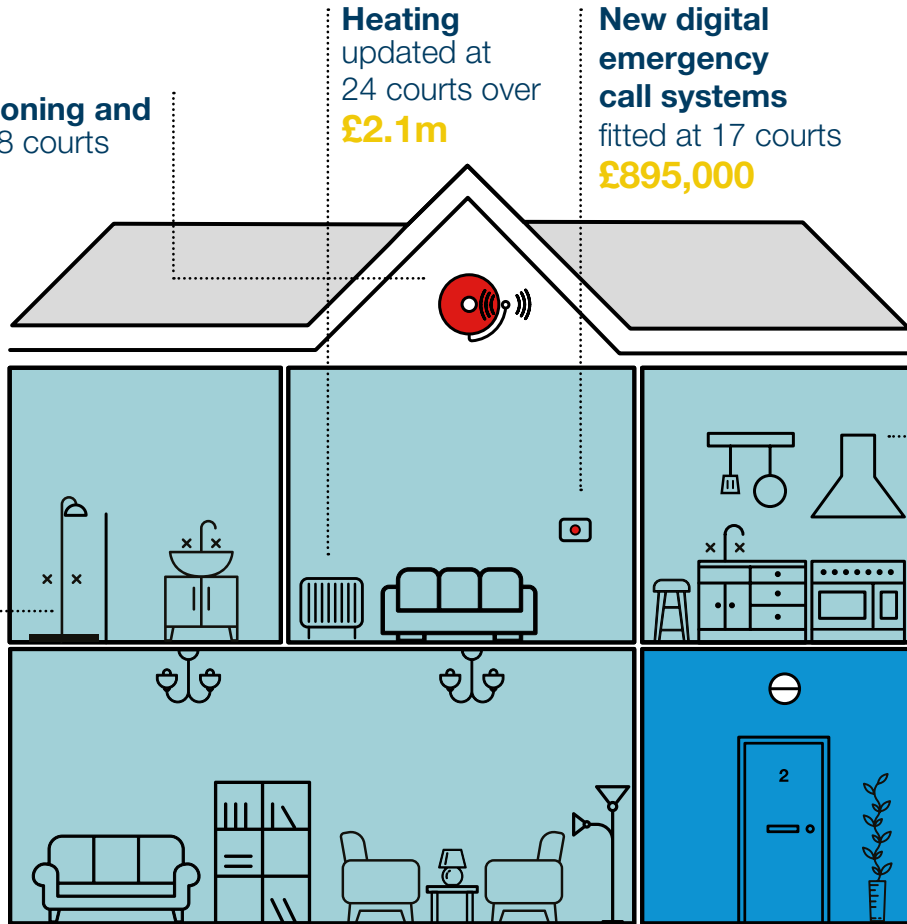 oning and
8 courts
Heating
updated at
24 courts over
£2.1m
New digital
emergency
call systems
fitted at 17 courts
£895,000
2